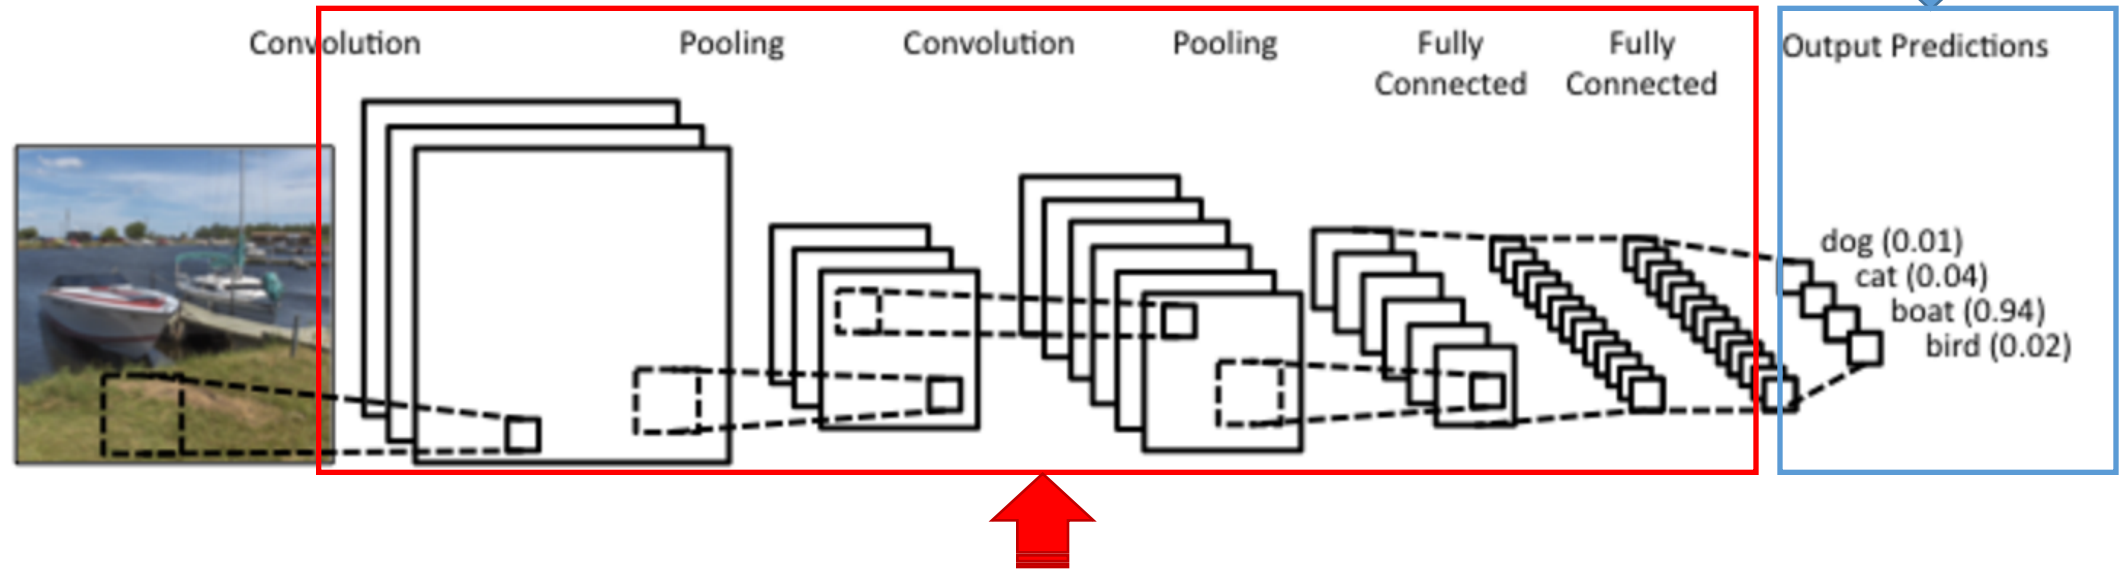 Convolution
Pooling
Convolution
Pooling
Fully
Connected
Fully
Connected
Output Predictions
dog (0.01)
cat (0.04)
boat (0.94)
bird (0.02)